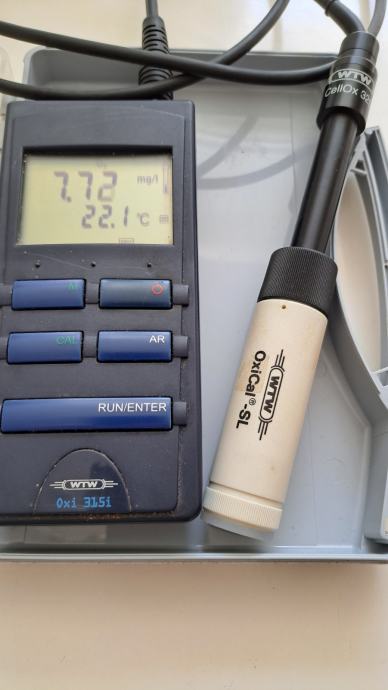 WTW
CellOx 32
7.72 mg/l
22.1 °C
M
CAL
AR
RUN/ENTER
WTW
Oxi 315i
WTW
OxiCal®-SL